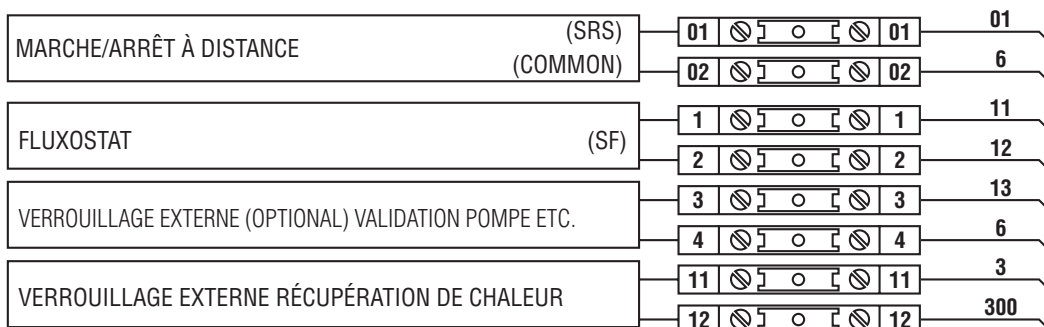 MARCHE/ARRÊT À DISTANCE (SRS) 01 01 01
(COMMON) 02 02 6
FLUXOSTAT (SF) 1 1 11
2 2 12
VERROUILLAGE EXTERNE (OPTIONAL) VALIDATION POMPE ETC. 3 3 13
4 4 6
VERROUILLAGE EXTERNE RÉCUPÉRATION DE CHALEUR 11 11 3
12 12 300